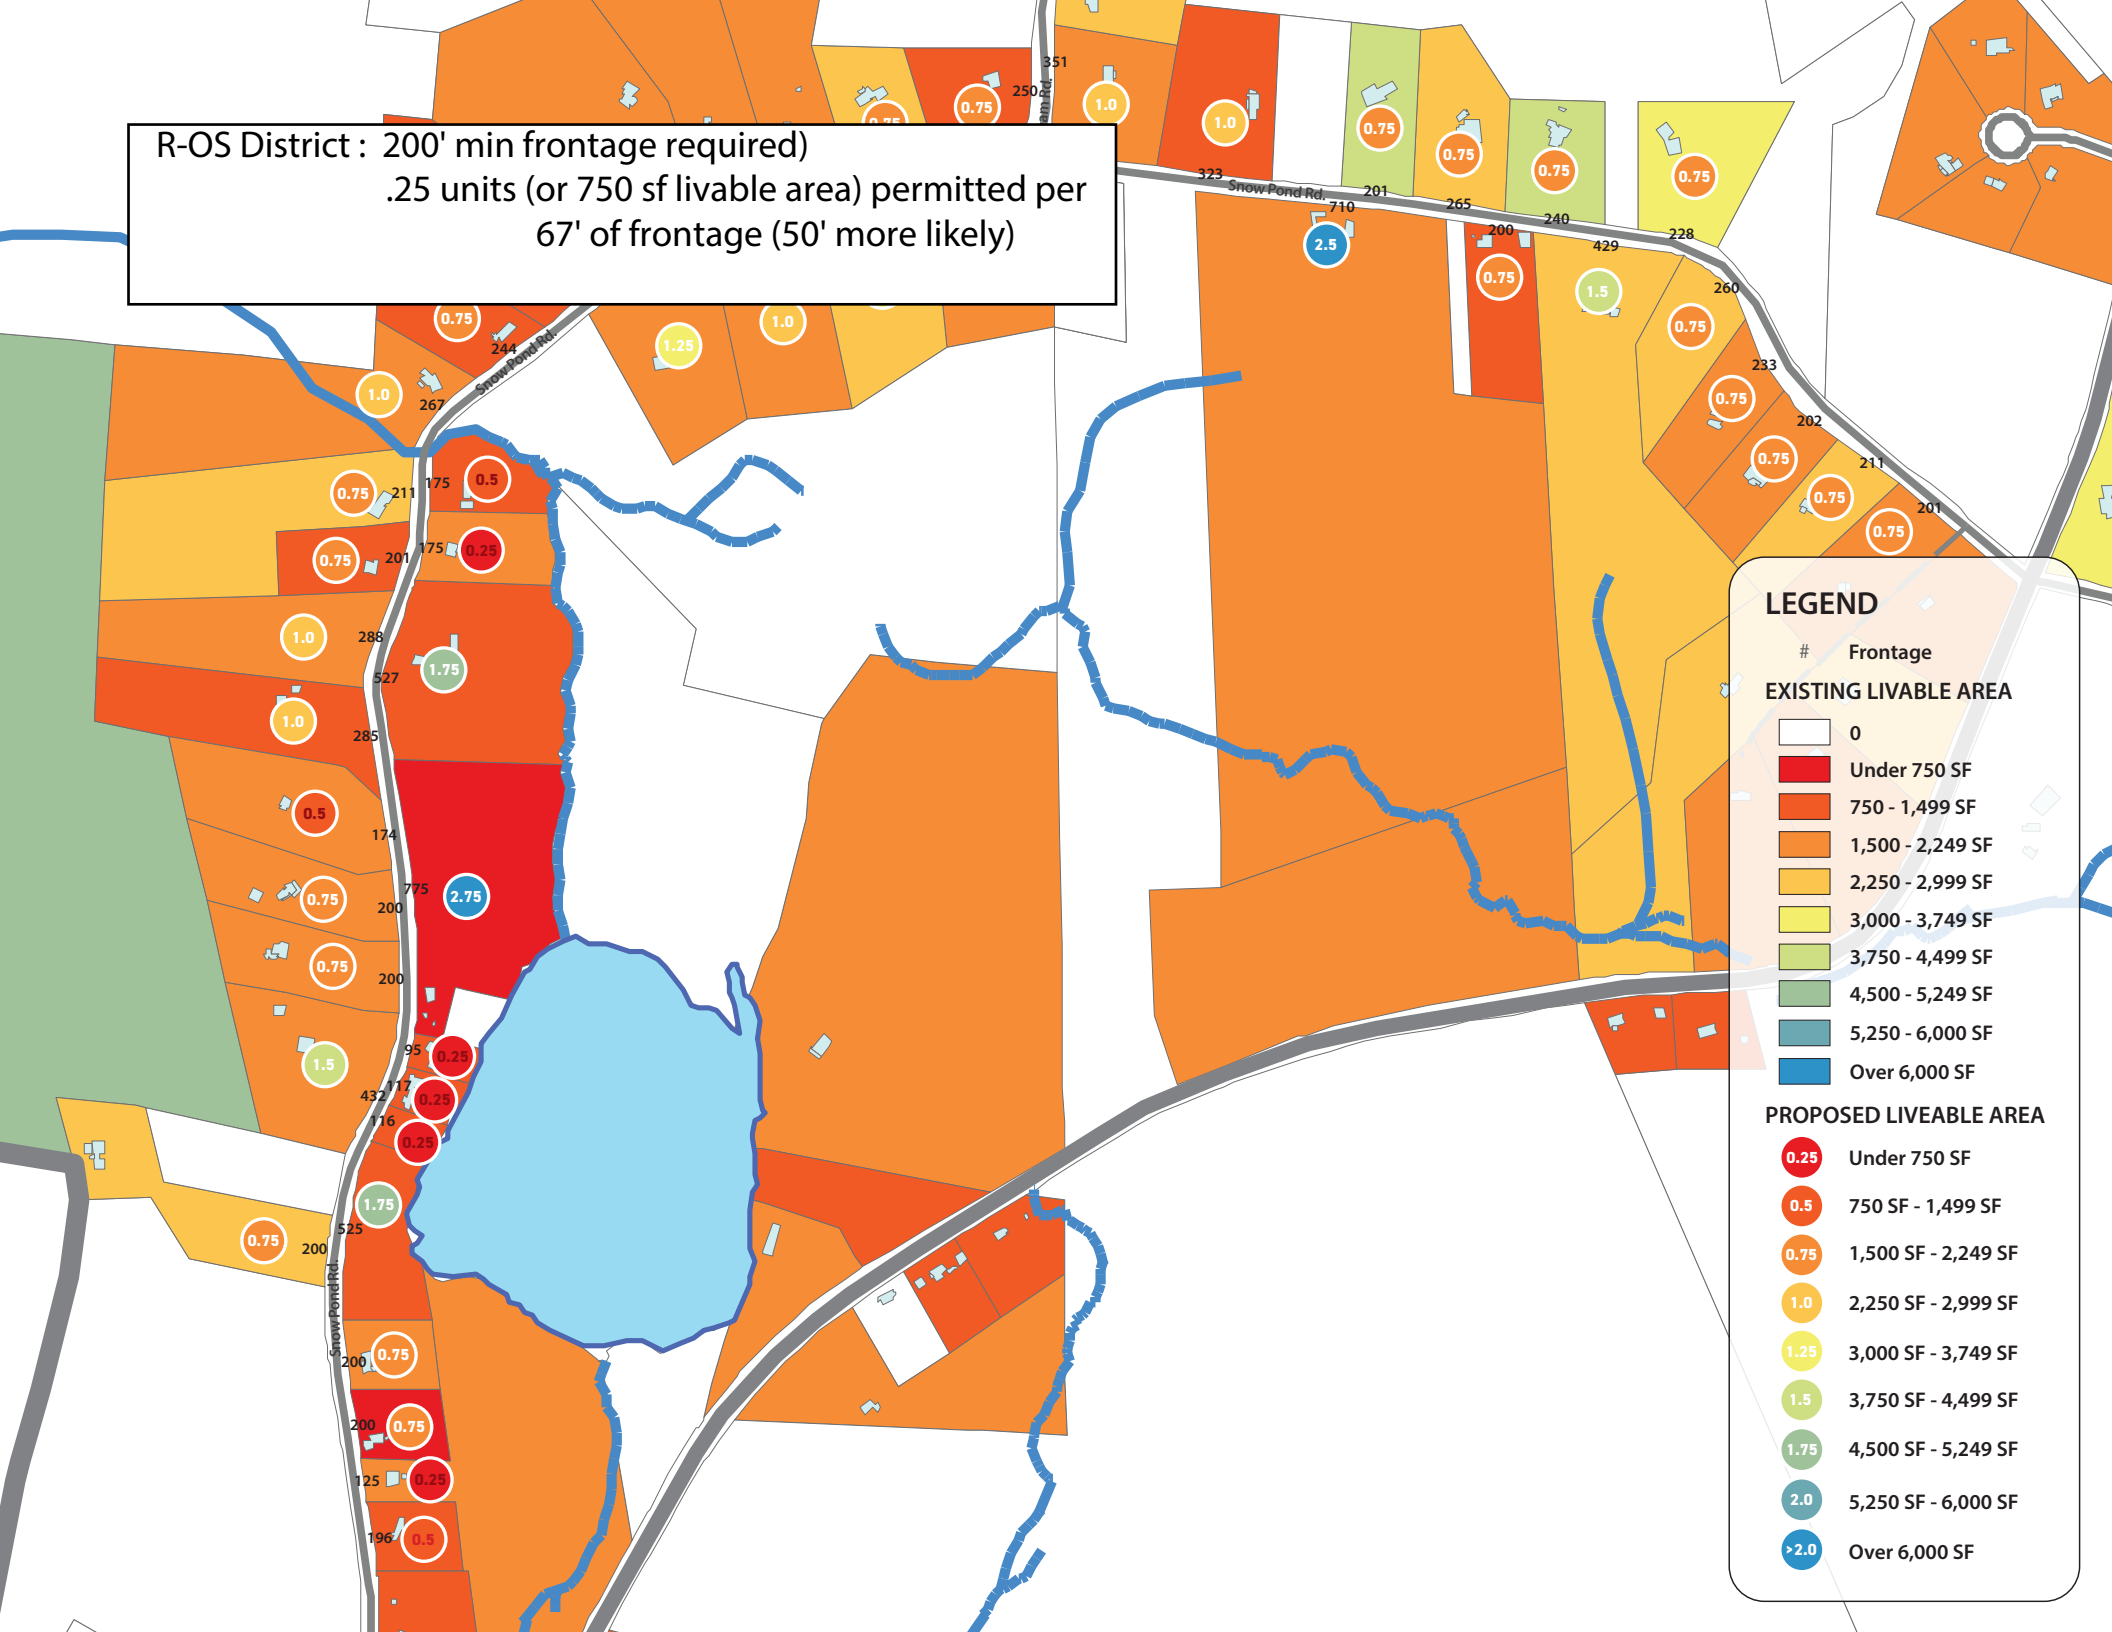 R-OS District : 200' min frontage required)
.25 units (or 750 sf livable area) permitted per
67' of frontage (50' more likely)
351
250
am Rd.
0.75
0.75
1.0
1.0
0.75
0.75
0.75
0.75
323
Snow Pond Rd.
201
710
265
240
200
429
228
2.5
0.75
1.5
260
0.75
233
0.75
202
0.75
211
0.75
201
0.75
0.75
244
Snow Pond Rd.
1.25
1.0
1.0
267
0.75
211
175
0.5
0.75
201
175
0.25
1.0
288
527
1.75
1.0
285
0.5
174
775
2.75
0.75
200
0.75
200
1.5
95
0.25
117
0.25
432
116
0.25
1.75
525
0.75
200
Snow Pond Rd.
200
0.75
200
0.75
125
0.25
196
0.5
LEGEND
# Frontage
EXISTING LIVABLE AREA
0
Under 750 SF
750 - 1,499 SF
1,500 - 2,249 SF
2,250 - 2,999 SF
3,000 - 3,749 SF
3,750 - 4,499 SF
4,500 - 5,249 SF
5,250 - 6,000 SF
Over 6,000 SF
PROPOSED LIVEABLE AREA
0.25 Under 750 SF
0.5 750 SF - 1,499 SF
0.75 1,500 SF - 2,249 SF
1.0 2,250 SF - 2,999 SF
1.25 3,000 SF - 3,749 SF
1.5 3,750 SF - 4,499 SF
1.75 4,500 SF - 5,249 SF
2.0 5,250 SF - 6,000 SF
>2.0 Over 6,000 SF